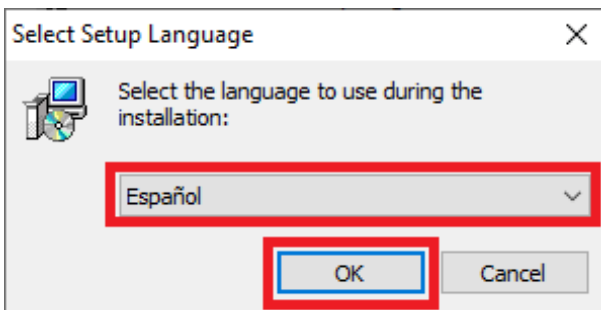 Select Setup Language
Select the language to use during the
installation:
Español
OK
Cancel